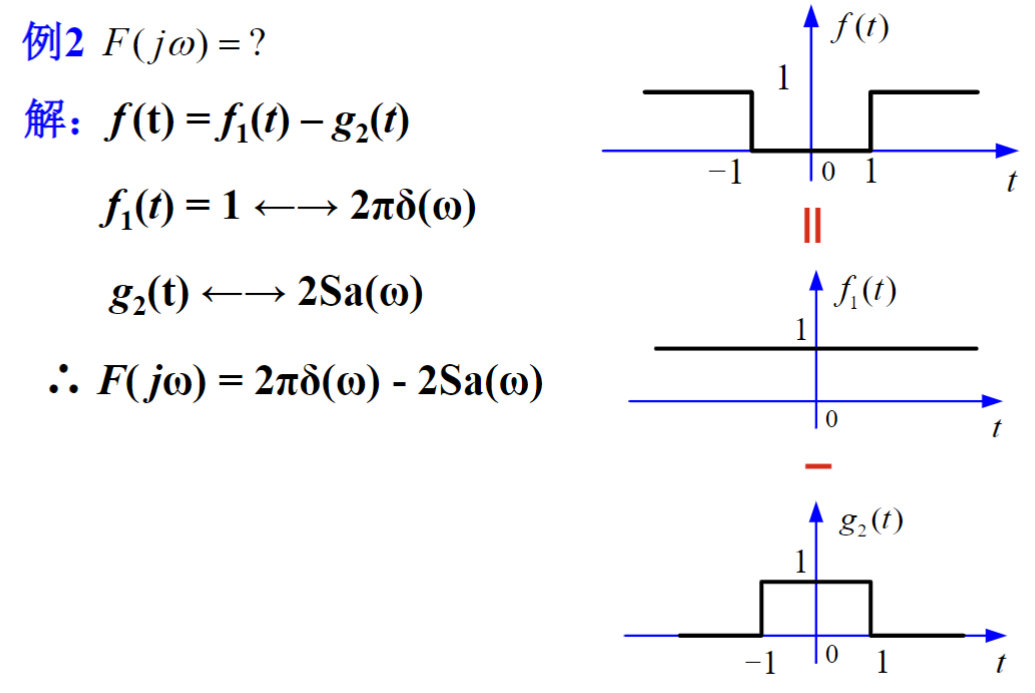 例2 F(jω) = ?
解：f(t) = f₁(t) – g₂(t)
f₁(t) = 1 ←→ 2πδ(ω)
g₂(t) ←→ 2Sa(ω)
∴ F(jω) = 2πδ(ω) - 2Sa(ω)
f(t)
1
−1 0 1 t
=
f₁(t)
1
0 t
−
g₂(t)
1
−1 0 1 t